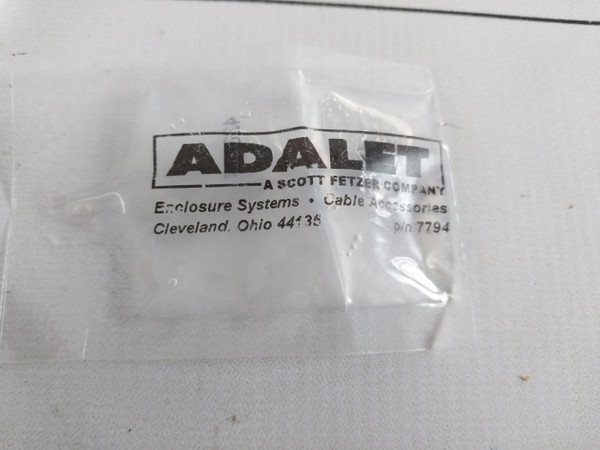 ADALET
A SCOTT FETZER COMPANY
Enclosure Systems • Cable Accessories
Cleveland, Ohio 44135 p/n 7794